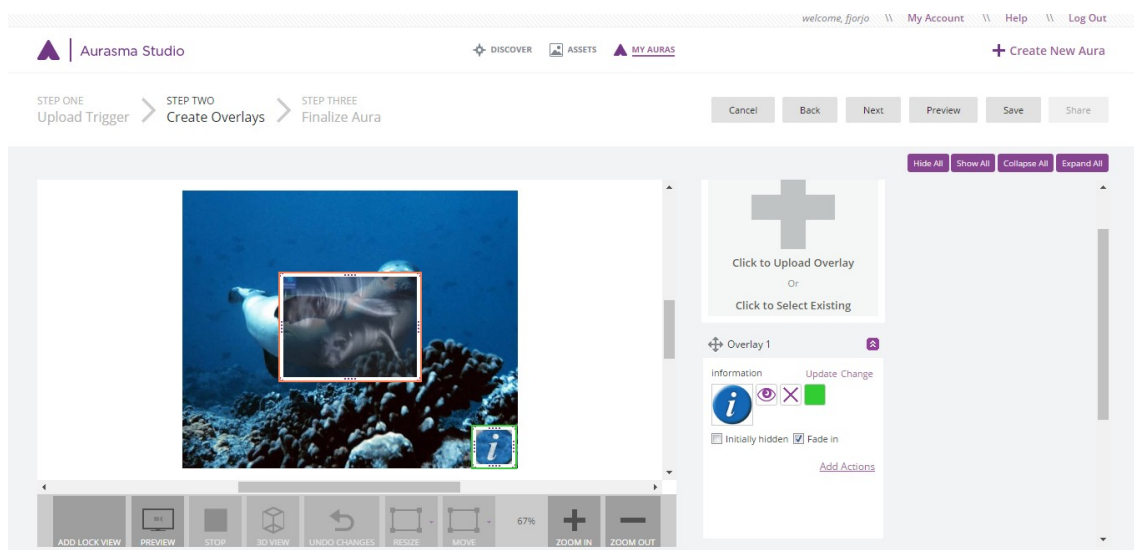 welcome, fjorjo \\ My Account \\ Help \\ Log Out
Aurasma Studio
DISCOVER ASSETS MY AURAS
+ Create New Aura
STEP ONE
Upload Trigger
STEP TWO
Create Overlays
STEP THREE
Finalize Aura
Cancel Back Next Preview Save Share
Hide All Show All Collapse All Expand All
Click to Upload Overlay
Or
Click to Select Existing
Overlay 1
information Update Change
i
Initially hidden Fade in
Add Actions
i
ADD LOCK VIEW PREVIEW STOP 3D VIEW UNDO CHANGES RESIZE MOVE 67% ZOOM IN ZOOM OUT